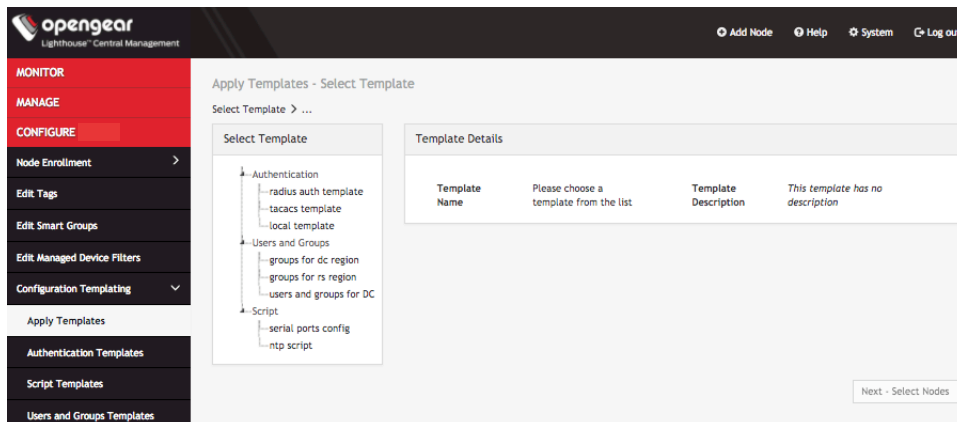 opengear
Lighthouse™ Central Management
Add Node Help System Log ou
MONITOR
MANAGE
CONFIGURE
Node Enrollment
Edit Tags
Edit Smart Groups
Edit Managed Device Filters
Configuration Templating
Apply Templates
Authentication Templates
Script Templates
Users and Groups Templates
Apply Templates - Select Template
Select Template > ...
Select Template
Authentication
radius auth template
tacacs template
local template
Users and Groups
groups for dc region
groups for rs region
users and groups for DC
Script
serial ports config
ntp script
Template Details
Template Name
Please choose a
template from the list
Template
Description
This template has no
description
Next - Select Nodes